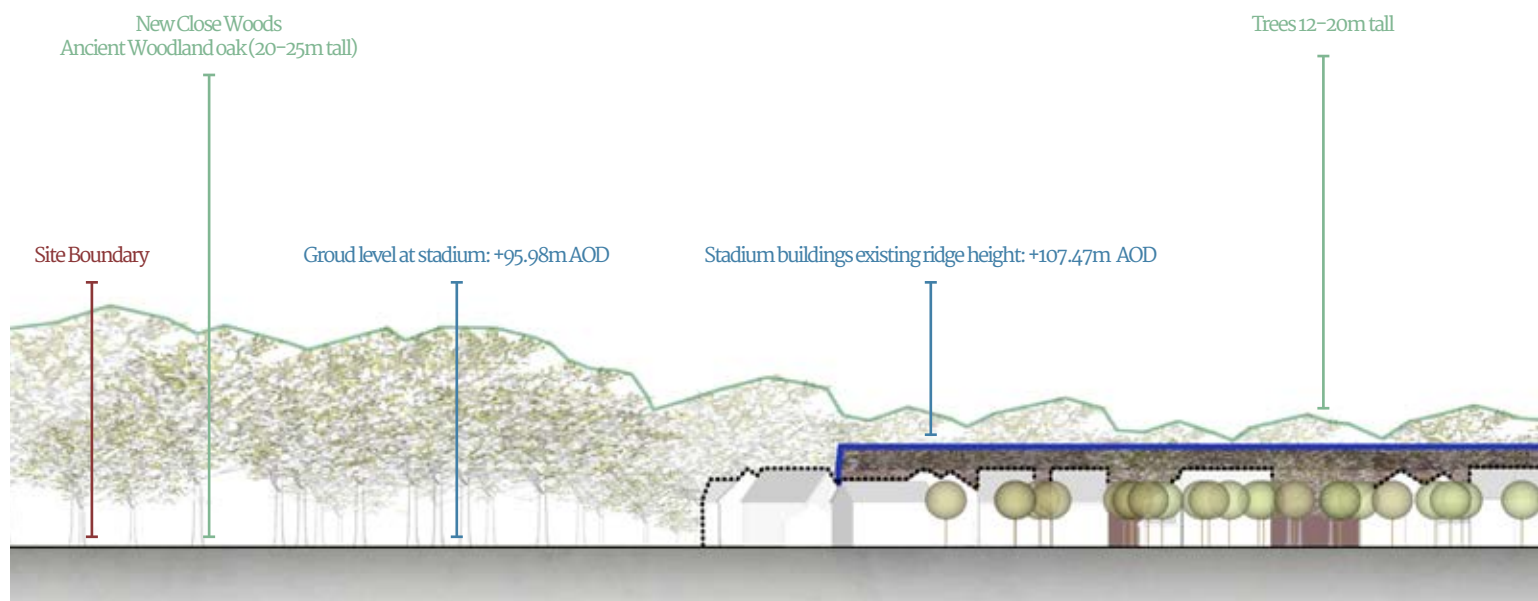 New Close Woods
Ancient Woodland oak (20-25m tall)
Trees 12-20m tall
Site Boundary
Groud level at stadium: +95.98m AOD
Stadium buildings existing ridge height: +107.47m AOD